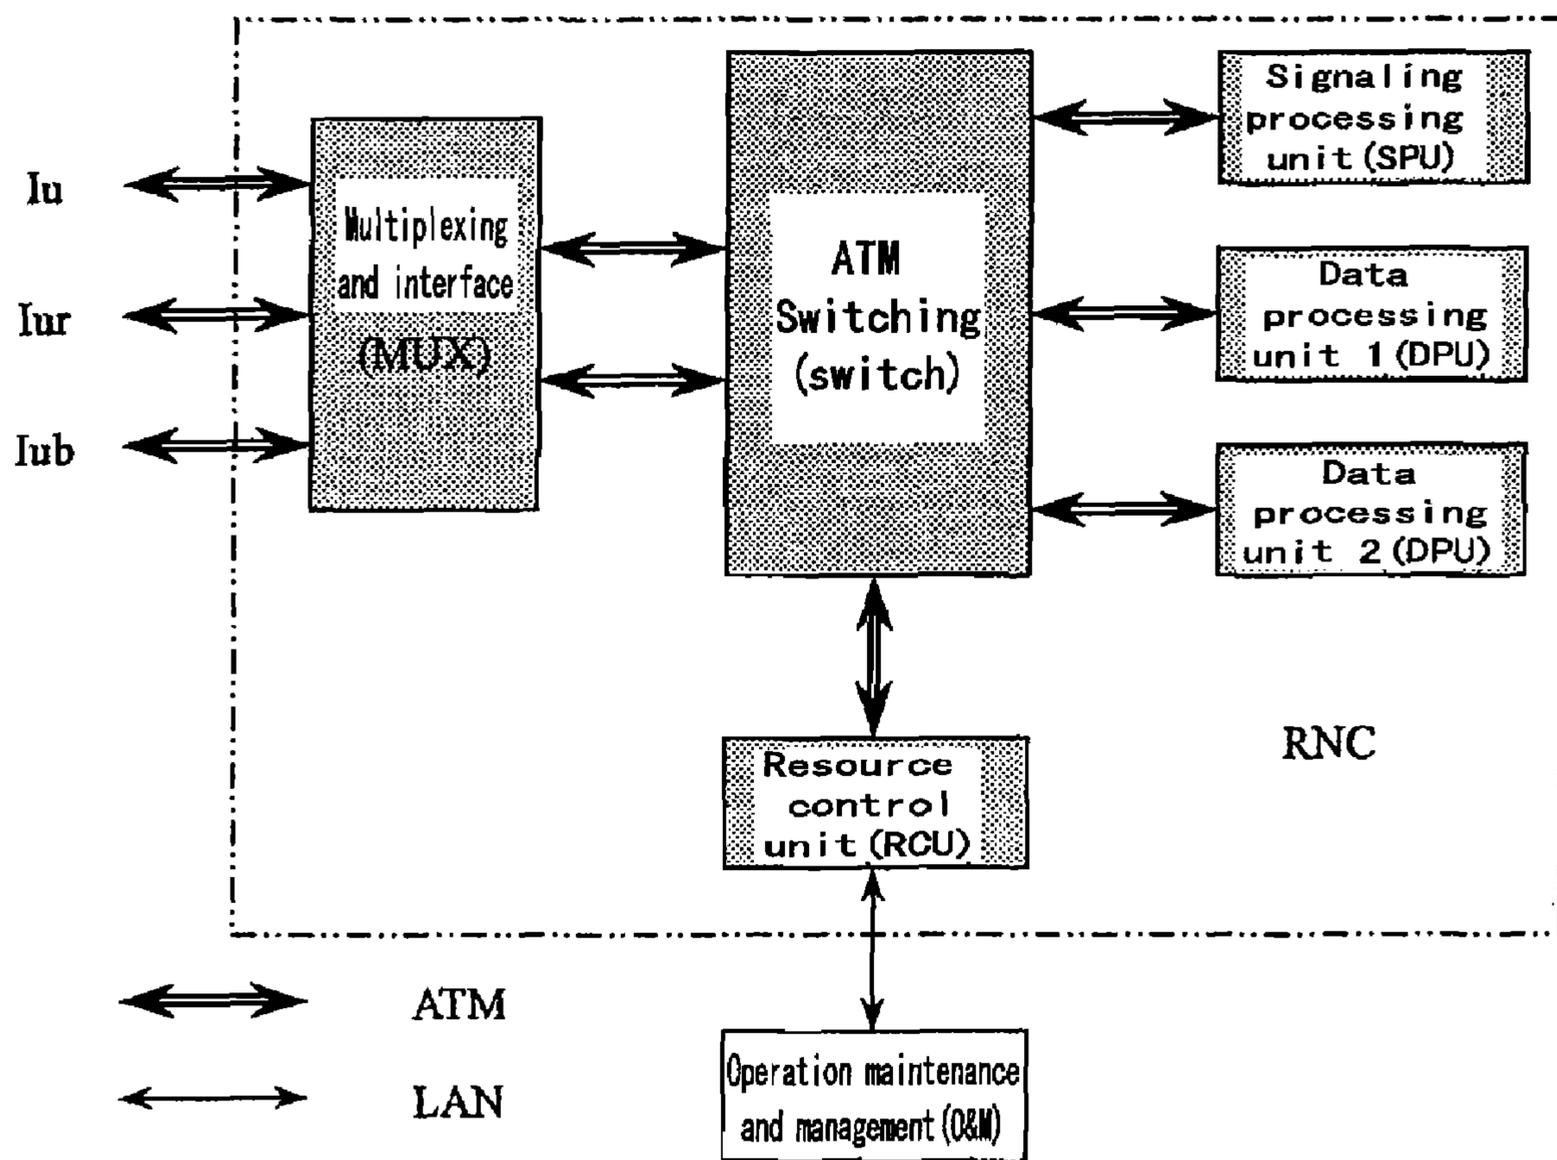 Iu
Iur
Iub
Multiplexing
and interface
(MUX)
ATM
Switching
(switch)
Signaling
processing
unit(SPU)
Data
processing
unit 1(DPU)
Data
processing
unit 2(DPU)
Resource
control
unit(RCU)
RNC
ATM
LAN
Operation maintenance
and management(O&M)